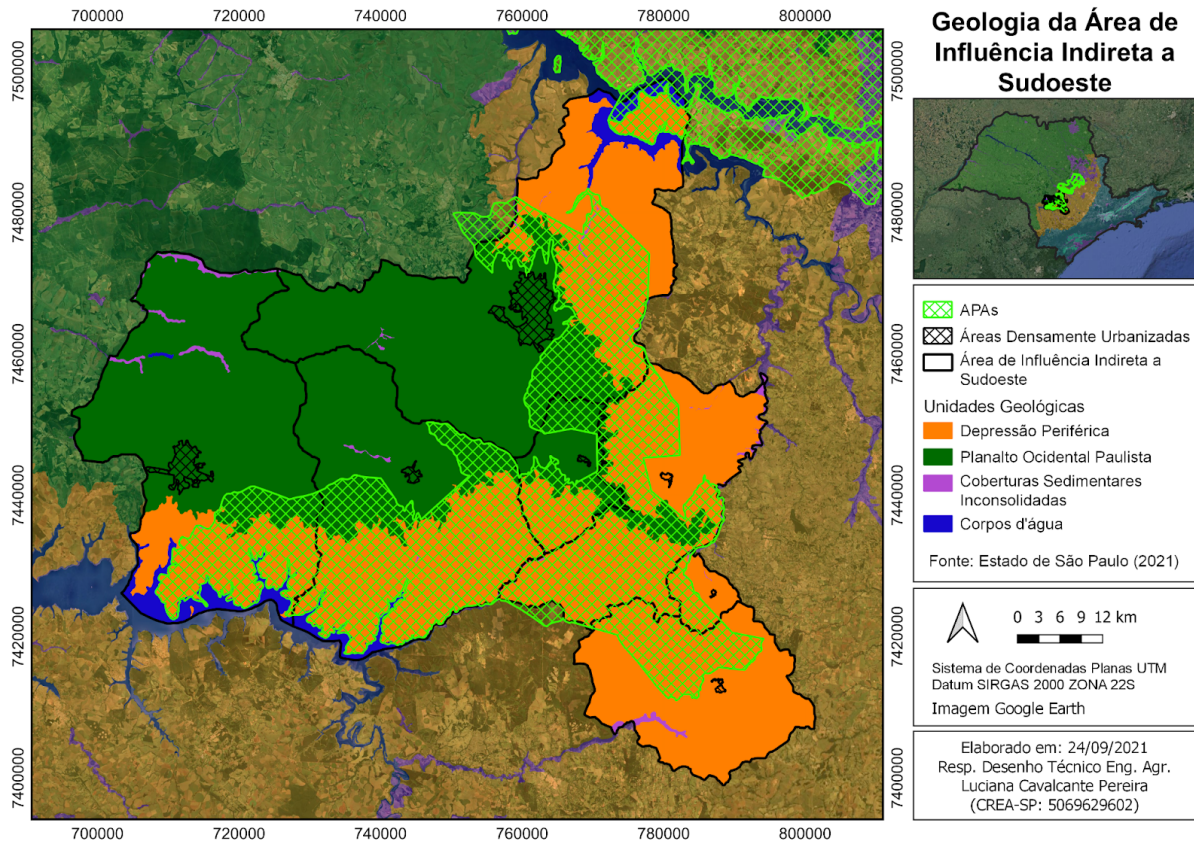 Geologia da Área de
Influência Indireta a
Sudoeste
700000 720000 740000 760000 780000 800000
7500000 7500000
7480000 7480000
7460000 7460000
7440000 7440000
7420000 7420000
7400000 7400000
700000 720000 740000 760000 780000 800000
APAs
Áreas Densamente Urbanizadas
Área de Influência Indireta a
Sudoeste
Unidades Geológicas
Depressão Periférica
Planalto Ocidental Paulista
Coberturas Sedimentares
Inconsolidadas
Corpos d'água
Fonte: Estado de São Paulo (2021)
0 3 6 9 12 km
Sistema de Coordenadas Planas UTM
Datum SIRGAS 2000 ZONA 22S
Imagem Google Earth
Elaborado em: 24/09/2021
Resp. Desenho Técnico Eng. Agr.
Luciana Cavalcante Pereira
(CREA-SP: 5069629602)